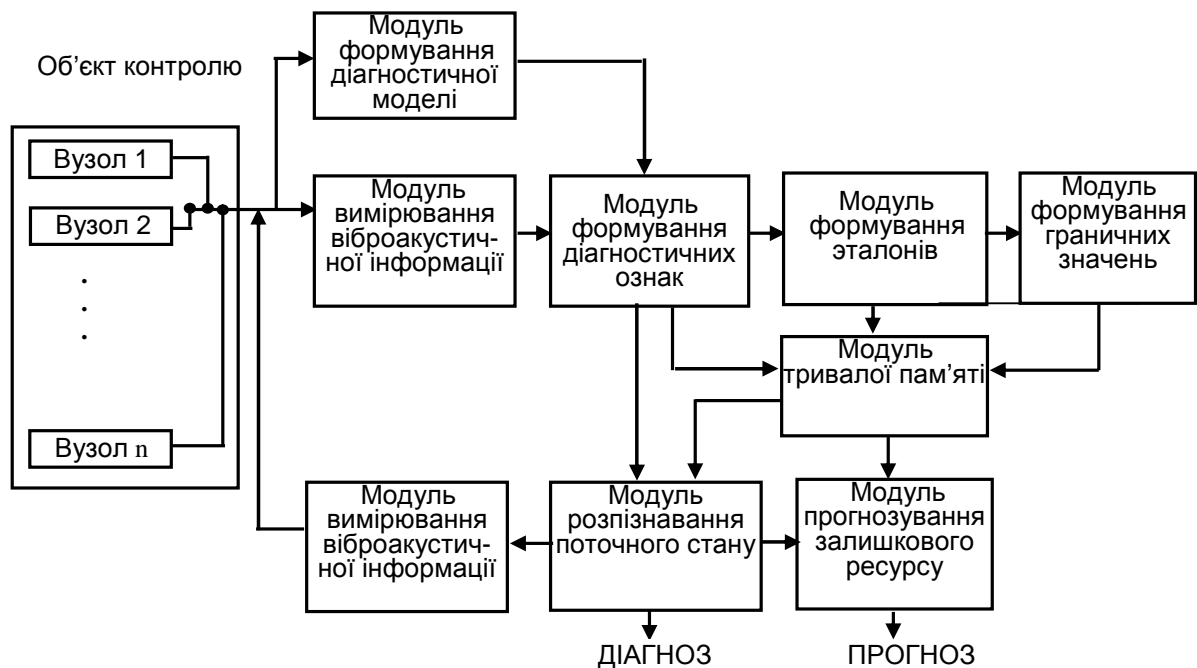 Об’єкт контролю
Вузол 1
Вузол 2
.
.
.
Вузол n
Модуль
формування
діагностичної
моделі
Модуль
вимірювання
віброакустич-
ної інформації
Модуль
формування
діагностичних
ознак
Модуль
формування
эталонів
Модуль
формування
граничних
значень
Модуль
тривалої пам’яті
Модуль
вимірювання
віброакустич-
ної інформації
Модуль
розпізнавання
поточного стану
Модуль
прогнозування
залишкового
ресурсу
ДІАГНОЗ
ПРОГНОЗ